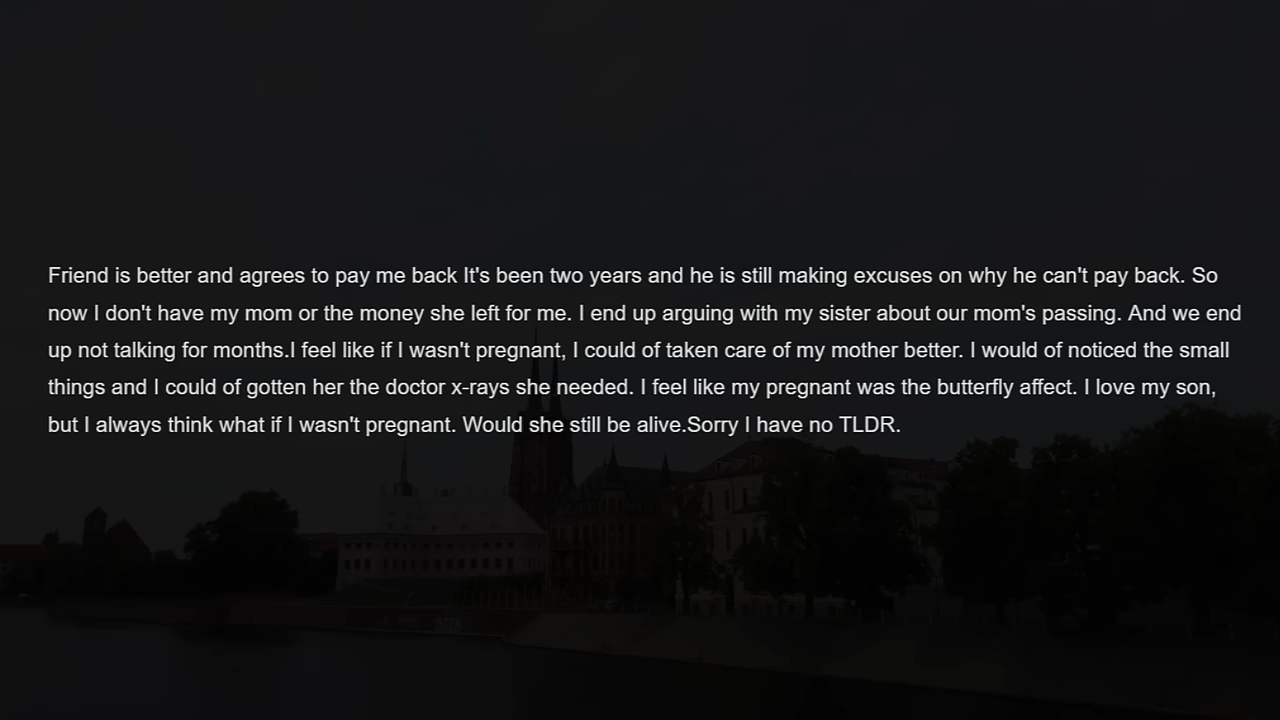 Friend is better and agrees to pay me back It's been two years and he is still making excuses on why he can't pay back. So
now I don't have my mom or the money she left for me. I end up arguing with my sister about our mom's passing. And we end
up not talking for months.I feel like if I wasn't pregnant, I could of taken care of my mother better. I would of noticed the small
things and I could of gotten her the doctor x-rays she needed. I feel like my pregnant was the butterfly affect. I love my son,
but I always think what if I wasn't pregnant. Would she still be alive.Sorry I have no TLDR.